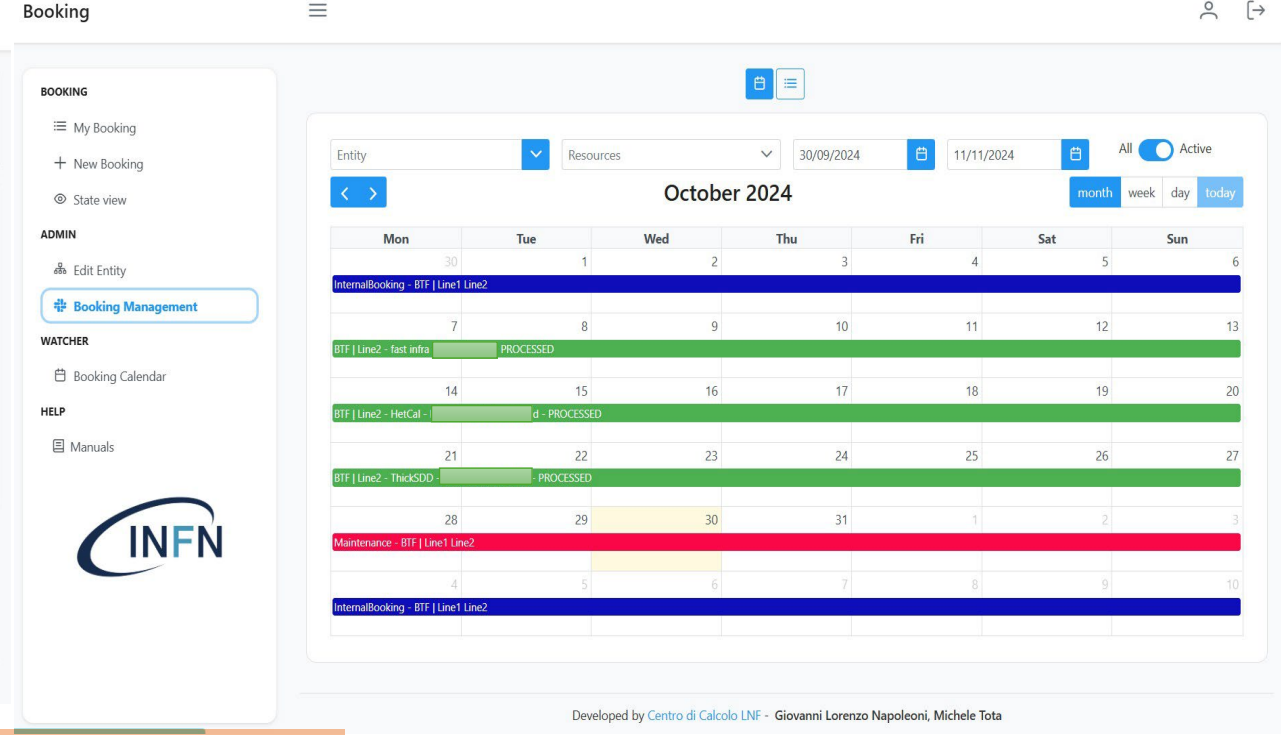 Booking
BOOKING
My Booking
New Booking
State view
ADMIN
Edit Entity
Booking Management
WATCHER
Booking Calendar
HELP
Manuals
INFN
Entity
Resources
30/09/2024
11/11/2024
All
Active
October 2024
month week day today
Mon Tue Wed Thu Fri Sat Sun
30 1 2 3 4 5 6
InternalBooking - BTF | Line1 Line2
7 8 9 10 11 12 13
BTF | Line2 - fast infra PROCESSED
14 15 16 17 18 19 20
BTF | Line2 - HetCal - d - PROCESSED
21 22 23 24 25 26 27
BTF | Line2 - ThickSDD - - PROCESSED
28 29 30 31 1 2 3
Maintenance - BTF | Line1 Line2
4 5 6 7 8 9 10
InternalBooking - BTF | Line1 Line2
Developed by Centro di Calcolo LNF - Giovanni Lorenzo Napoleoni, Michele Tota